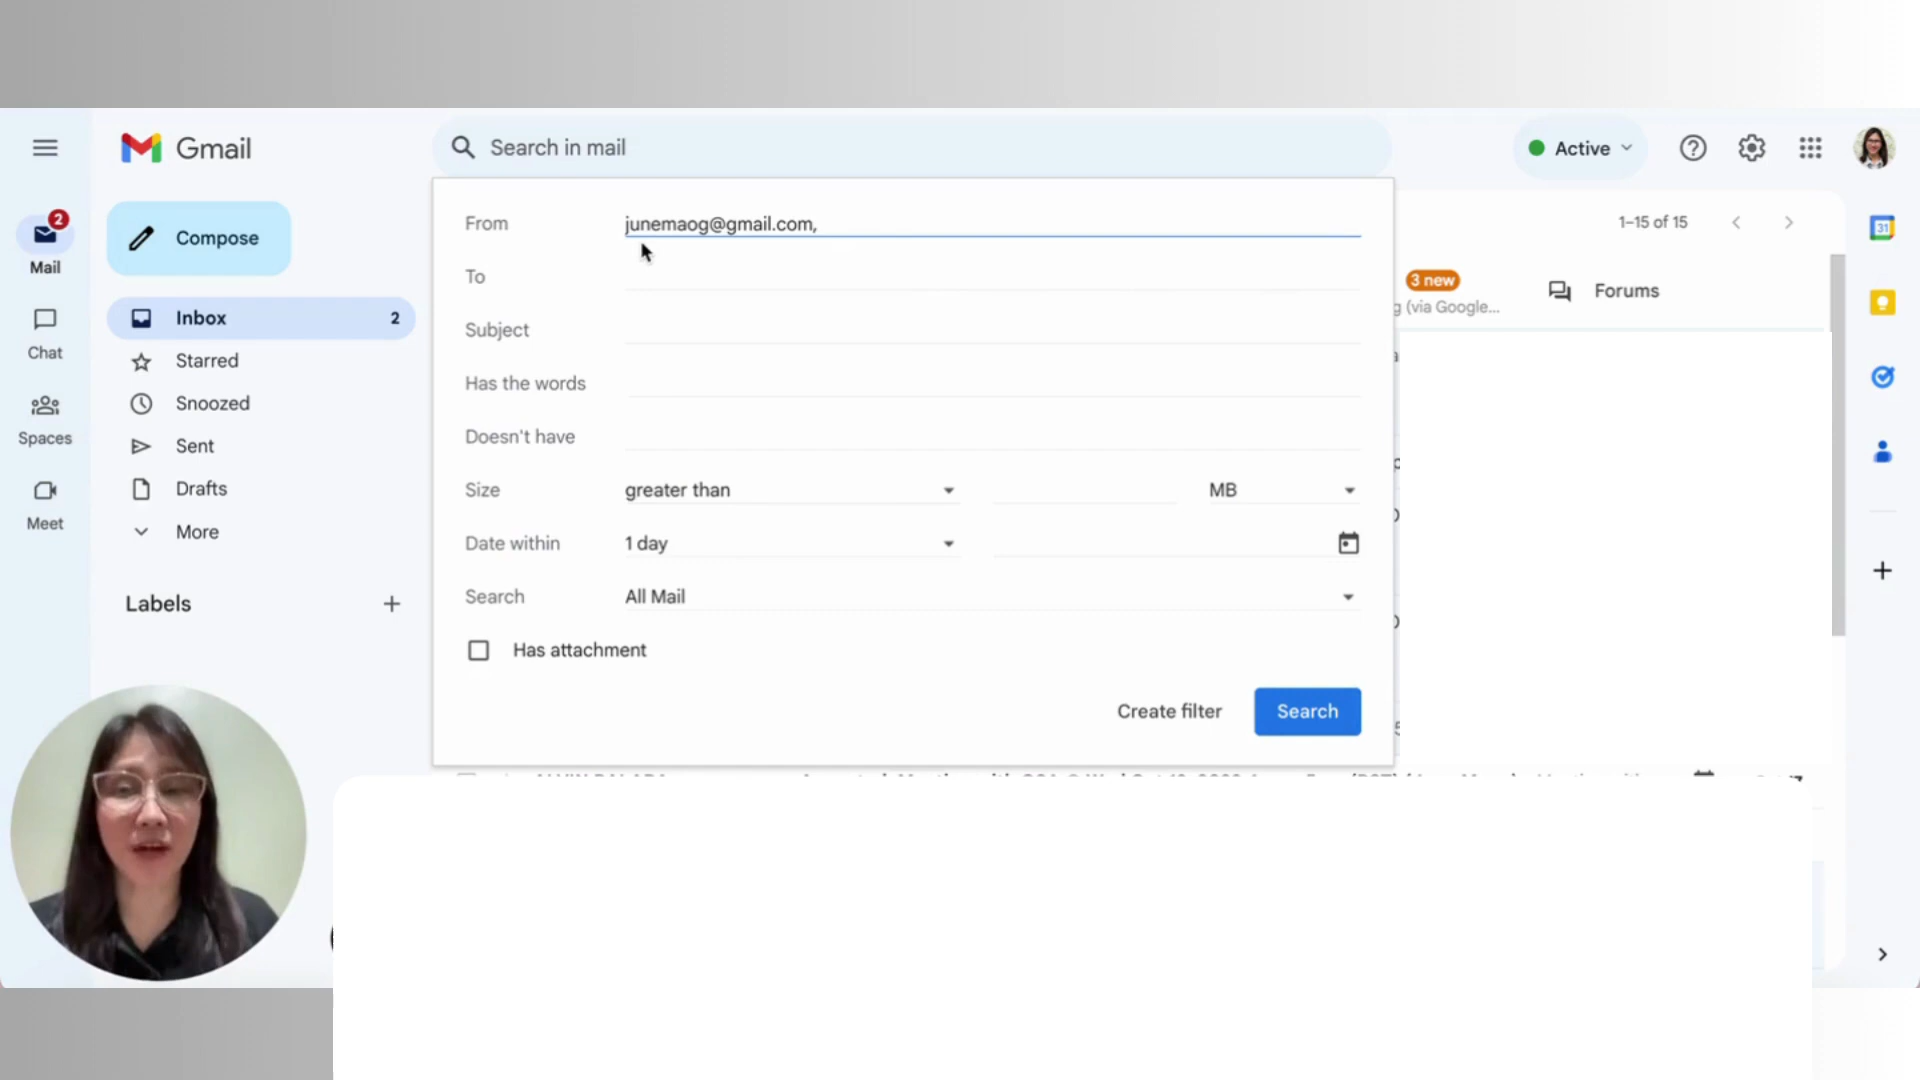 Gmail
Search in mail
Active
2
Mail
Chat
Spaces
Meet
Compose
Inbox 2
Starred
Snoozed
Sent
Drafts
More
Labels
From junemaog@gmail.com,
To
Subject
Has the words
Doesn't have
Size greater than MB
Date within 1 day
Search All Mail
Has attachment
Create filter Search
1–15 of 15
3 new
(via Google...
Forums
31